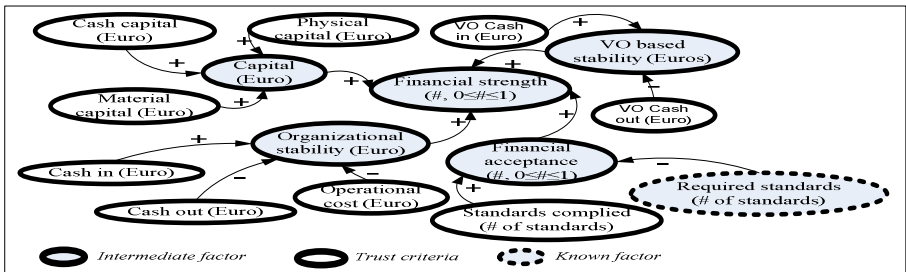 Cash capital
(Euro)
Physical
capital (Euro)
VO Cash
in (Euro)
VO based
stability (Euros)
Capital
(Euro)
Financial strength
(#, 0≤#≤1)
Material
capital (Euro)
VO Cash
out (Euro)
Organizational
stability (Euro)
Financial
acceptance
(#, 0≤#≤1)
Cash in (Euro)
Required standards
(# of standards)
Cash out (Euro)
Operational
cost (Euro)
Standards complied
(# of standards)
+
+
+
+
+
+
−
+
−
−
+
+
+
−
Intermediate factor
Trust criteria
Known factor